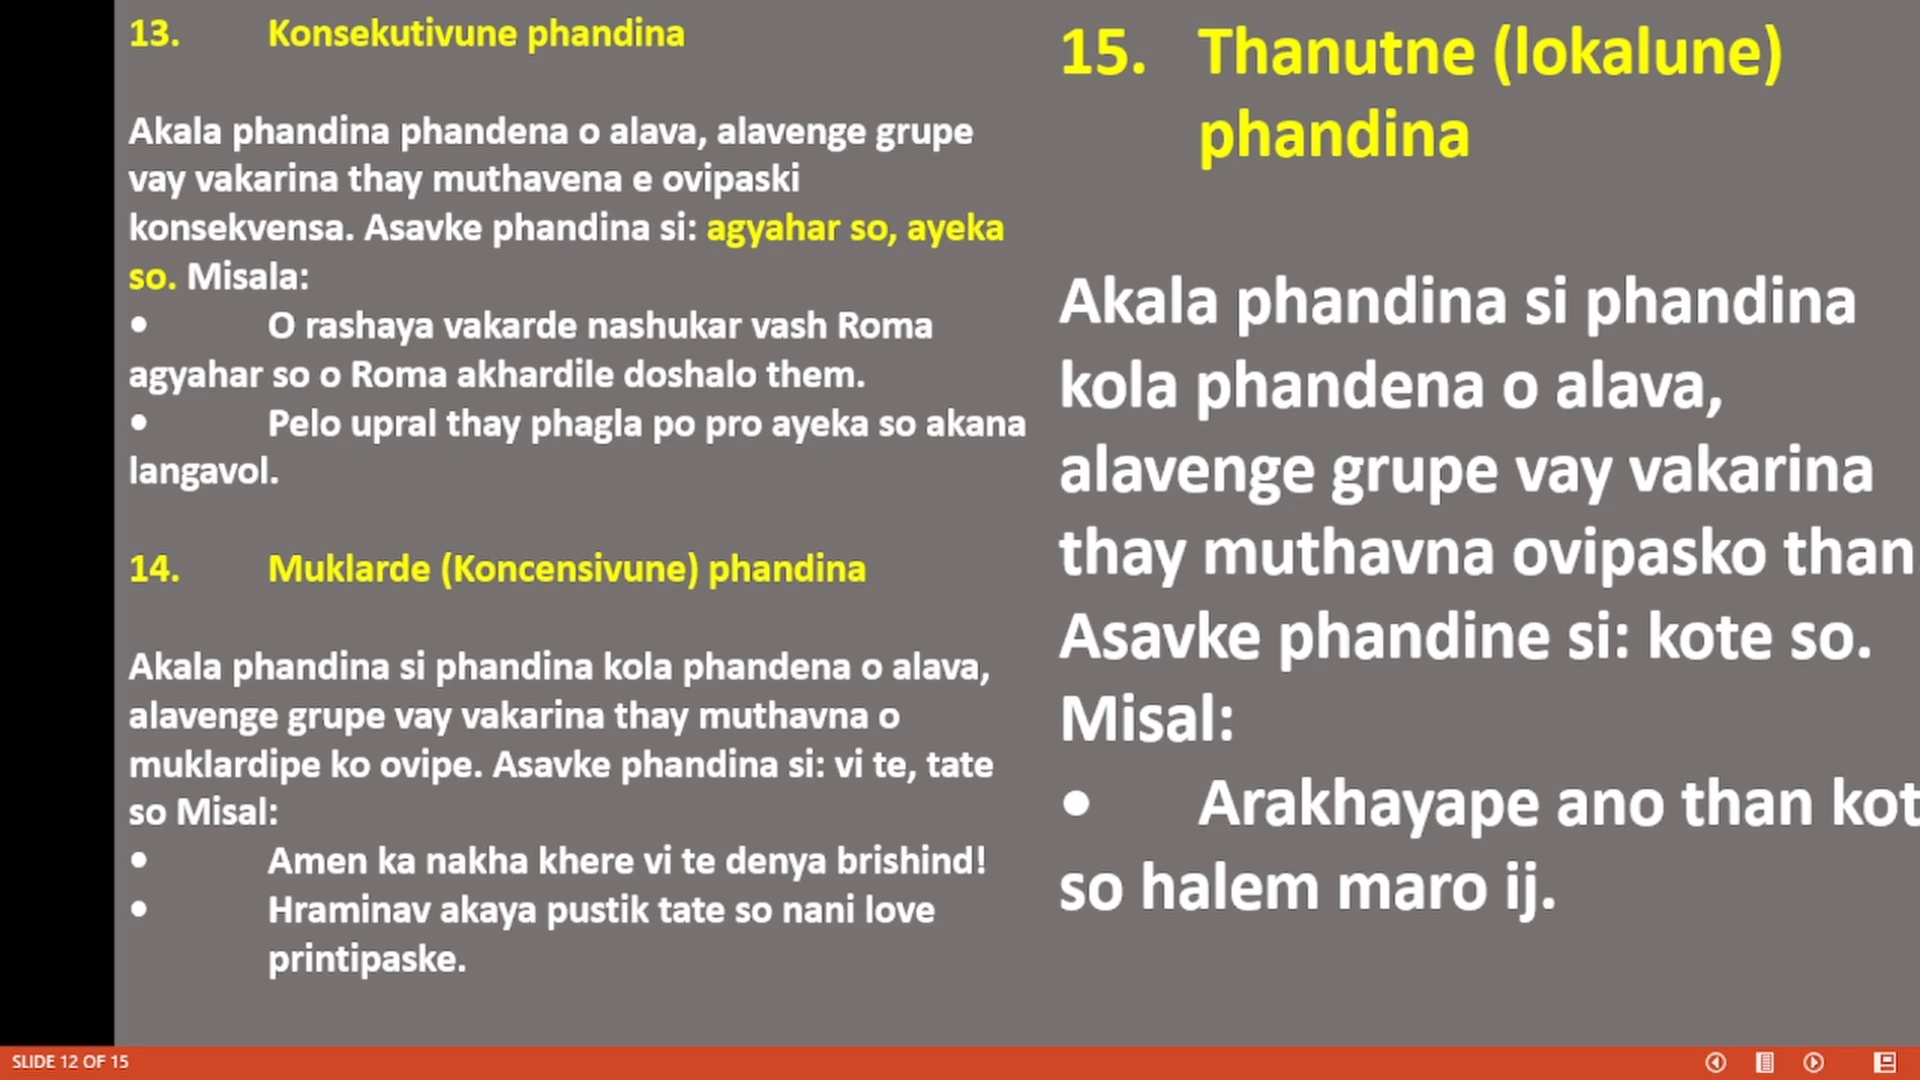 13. Konsekutivune phandina
Akala phandina phandena o alava, alavenge grupe
vay vakarina thay muthavena e ovipaski
konsekvensa. Asavke phandina si: agyahar so, ayeka
so. Misala:
• O rashaya vakarde nashukar vash Roma
agyahar so o Roma akhardile doshalo them.
• Pelo upral thay phagla po pro ayeka so akana
langavol.
14. Muklarde (Koncensivune) phandina
Akala phandina si phandina kola phandena o alava,
alavenge grupe vay vakarina thay muthavna o
muklardipe ko ovipe. Asavke phandina si: vi te, tate
so Misal:
• Amen ka nakha khere vi te denya brishind!
• Hraminav akaya pustik tate so nani love
printipaske.
15. Thanutne (lokalune)
phandina
Akala phandina si phandina
kola phandena o alava,
alavenge grupe vay vakarina
thay muthavna ovipasko than
Asavke phandine si: kote so.
Misal:
• Arakhayape ano than kot
so halem maro ij.
SLIDE 12 OF 15